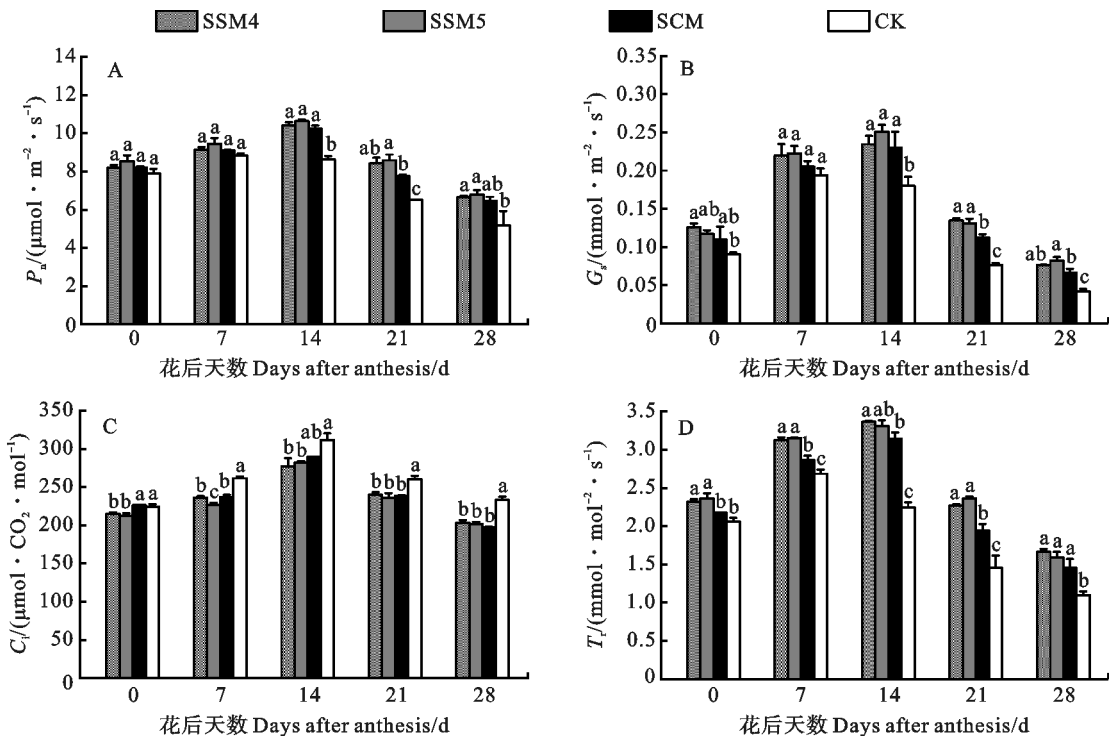 SSM4 SSM5 SCM CK
A
Pn/(μmol·m⁻²·s⁻¹)
14
12
10
8
6
4
2
0
a a a a
a a a a
a a a b
ab a b c
a a ab b
0 7 14 21 28
花后天数 Days after anthesis/d
B
Gs/(mmol·m⁻²·s⁻¹)
0.35
0.30
0.25
0.20
0.15
0.10
0.05
0
a ab ab b
a a a a
a a a b
a a b c
ab a b c
0 7 14 21 28
花后天数 Days after anthesis/d
C
Ci/(μmol·CO₂·mol⁻¹)
350
300
250
200
150
100
50
0
b b a a
b c b a
b b ab a
b b b a
b b b a
0 7 14 21 28
花后天数 Days after anthesis/d
D
Tr/(mmol·mol⁻²·s⁻¹)
3.5
3.0
2.5
2.0
1.5
1.0
0.5
0
a a b b
a a b c
a ab b c
a a b c
a a a b
0 7 14 21 28
花后天数 Days after anthesis/d